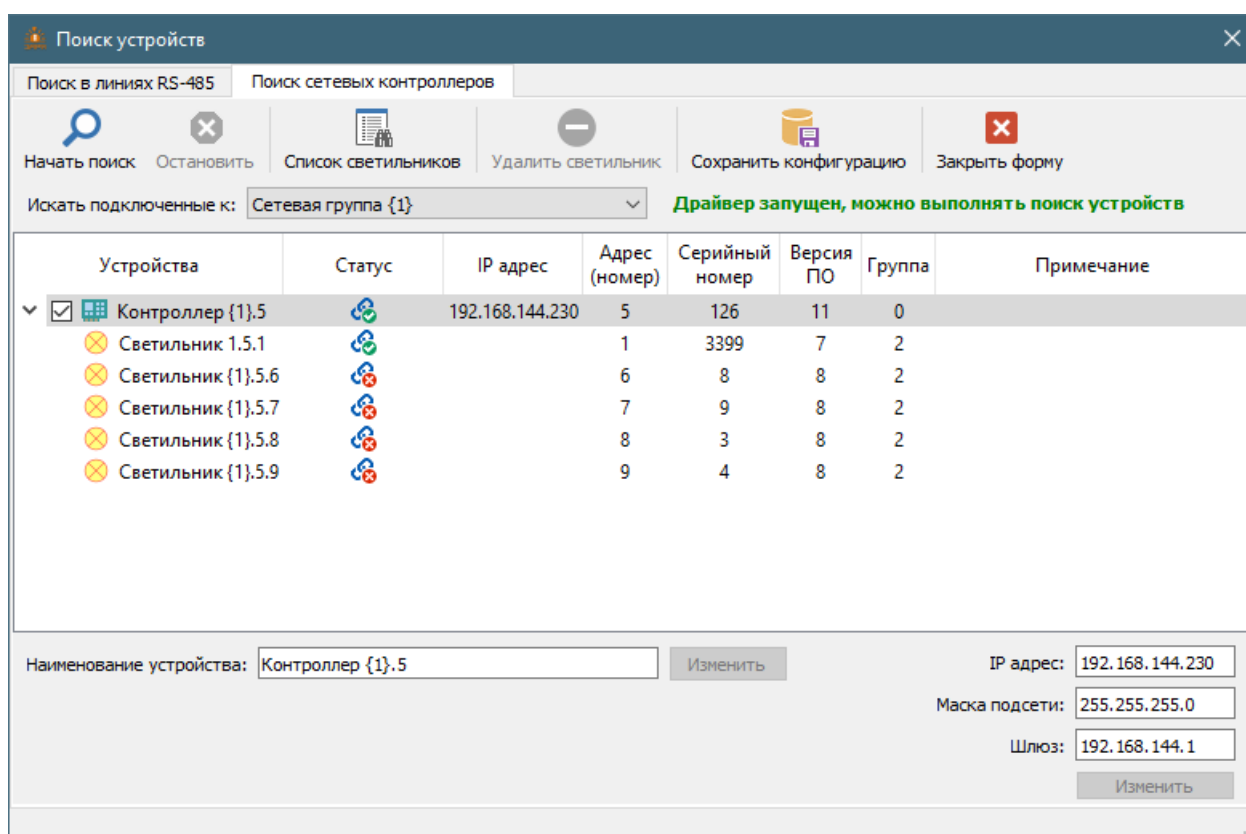 Поиск устройств
Поиск в линиях RS-485 Поиск сетевых контроллеров
Начать поиск Остановить Список светильников Удалить светильник Сохранить конфигурацию Закрыть форму
Искать подключенные к: Сетевая группа {1} Драйвер запущен, можно выполнять поиск устройств
Устройства Статус IP адрес Адрес (номер) Серийный номер Версия ПО Группа Примечание
Контроллер {1}.5 192.168.144.230 5 126 11 0
Светильник 1.5.1 1 3399 7 2
Светильник {1}.5.6 6 8 8 2
Светильник {1}.5.7 7 9 8 2
Светильник {1}.5.8 8 3 8 2
Светильник {1}.5.9 9 4 8 2
Наименование устройства: Контроллер {1}.5 Изменить IP адрес: 192.168.144.230
Маска подсети: 255.255.255.0
Шлюз: 192.168.144.1
Изменить